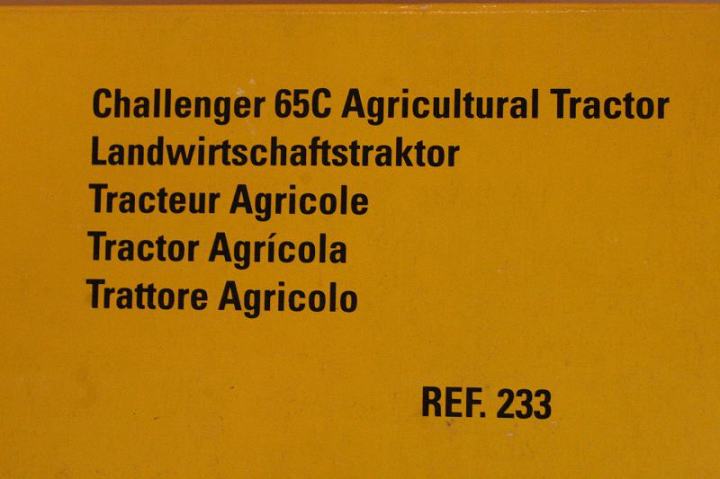 Challenger 65C Agricultural Tractor
Landwirtschaftstraktor
Tracteur Agricole
Tractor Agrícola
Trattore Agricolo
REF. 233